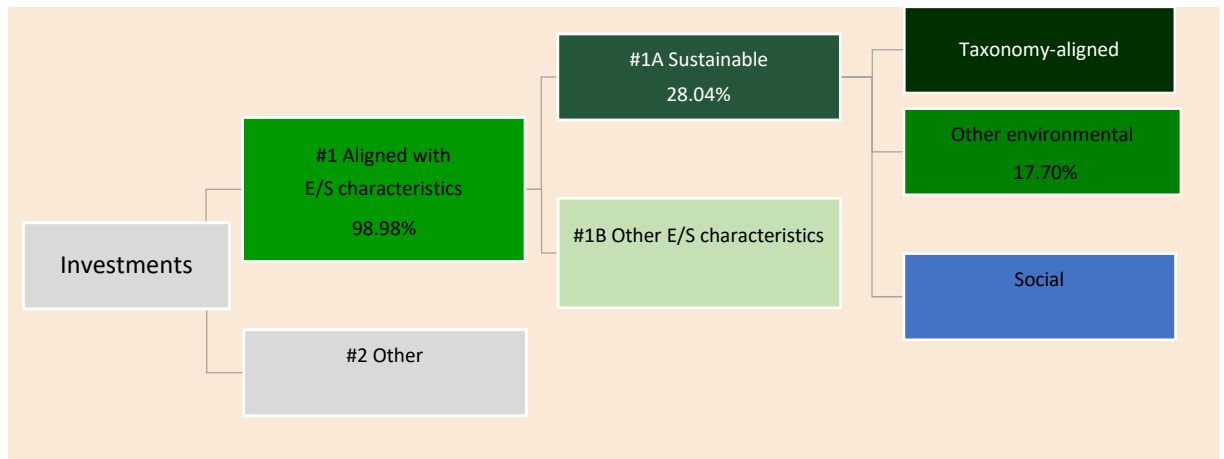 Investments
#1 Aligned with
E/S characteristics
98.98%
#2 Other
#1A Sustainable
28.04%
#1B Other E/S characteristics
Taxonomy-aligned
Other environmental
17.70%
Social